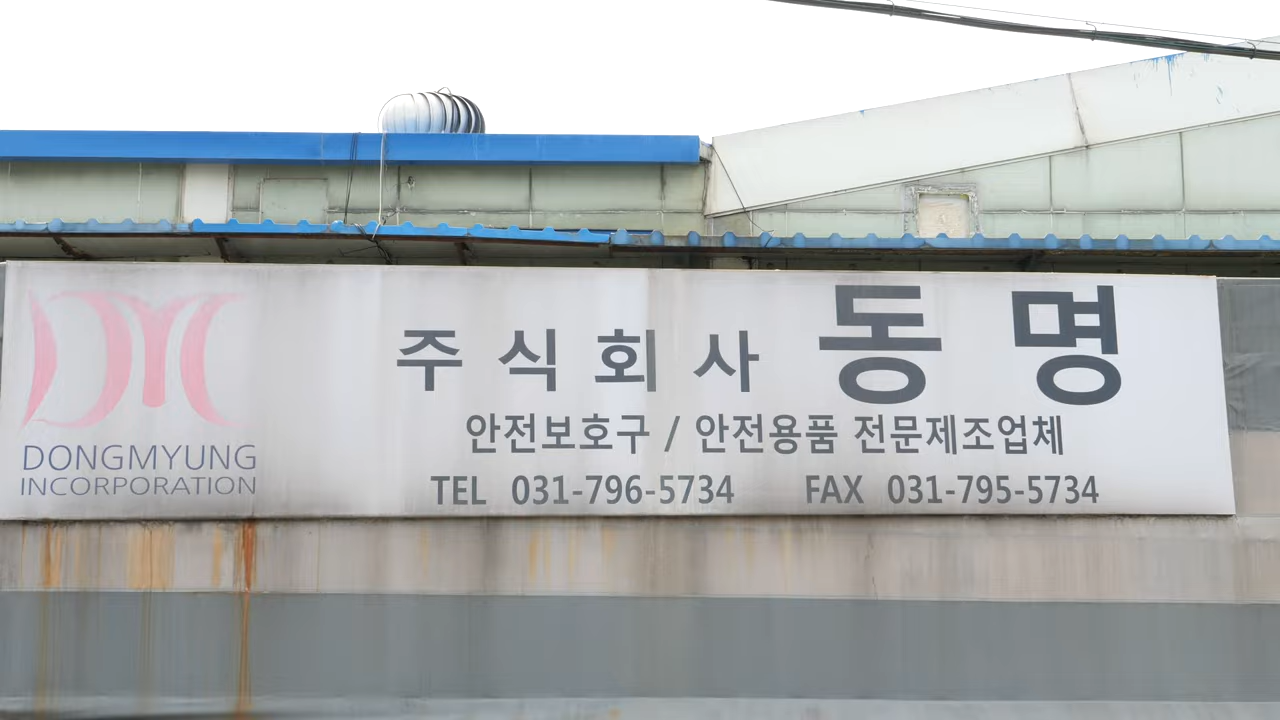 DM
DONGMYUNG
INCORPORATION
주식회사 동명
안전보호구 / 안전용품 전문제조업체
TEL 031-796-5734 FAX 031-795-5734